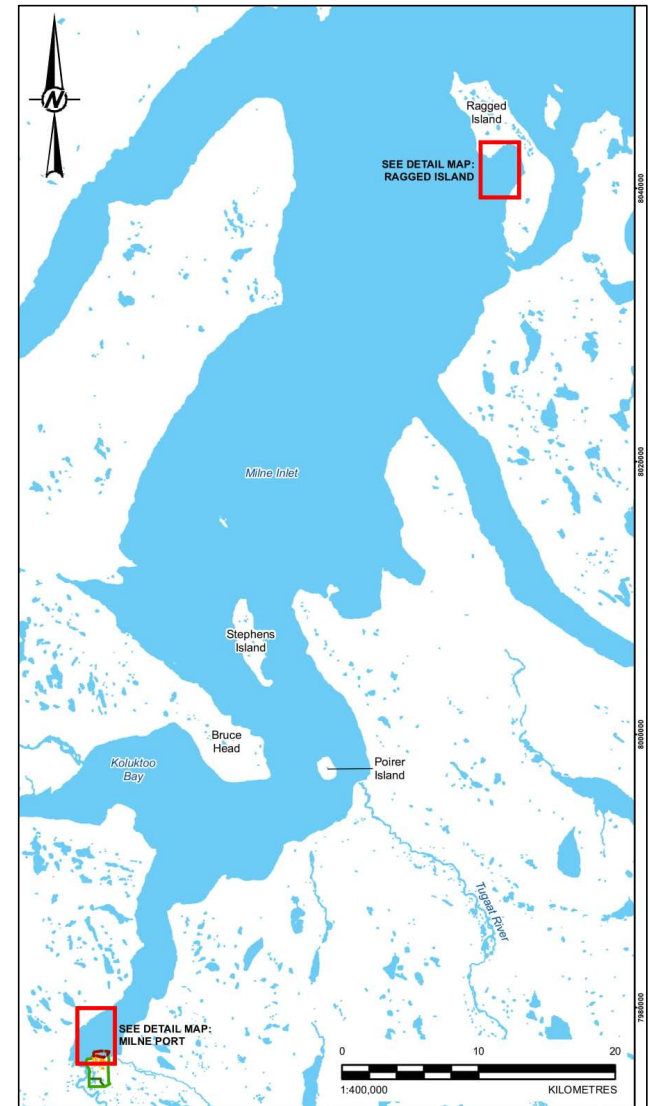 N
Ragged
Island
SEE DETAIL MAP:
RAGGED ISLAND
8040000
Milne Inlet
8020000
Stephens
Island
Bruce
Head
8000000
Koluktoo
Bay
Poirer
Island
Tugaat River
7980000
SEE DETAIL MAP:
MILNE PORT
0 10 20
1:400,000 KILOMETRES